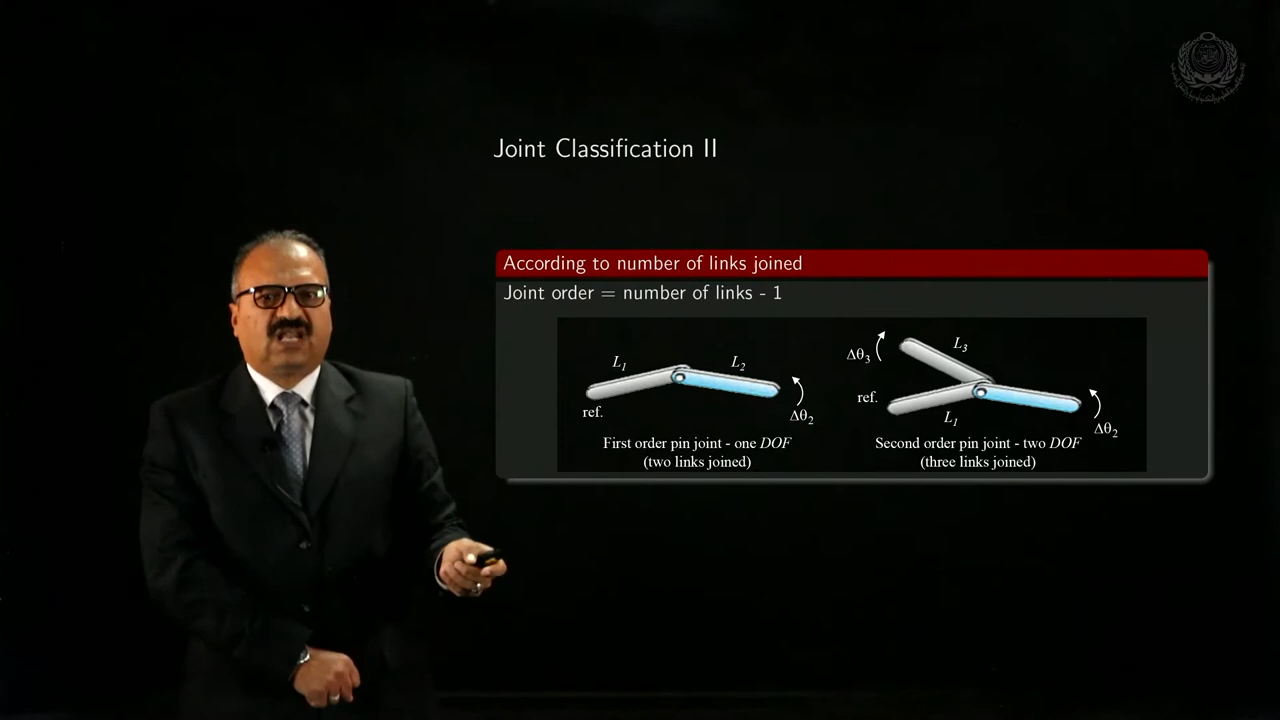 Joint Classification II
According to number of links joined
Joint order = number of links - 1
L1
L2
ref.
Δθ2
First order pin joint - one DOF
(two links joined)
Δθ3
L3
ref.
L1
Δθ2
Second order pin joint - two DOF
(three links joined)